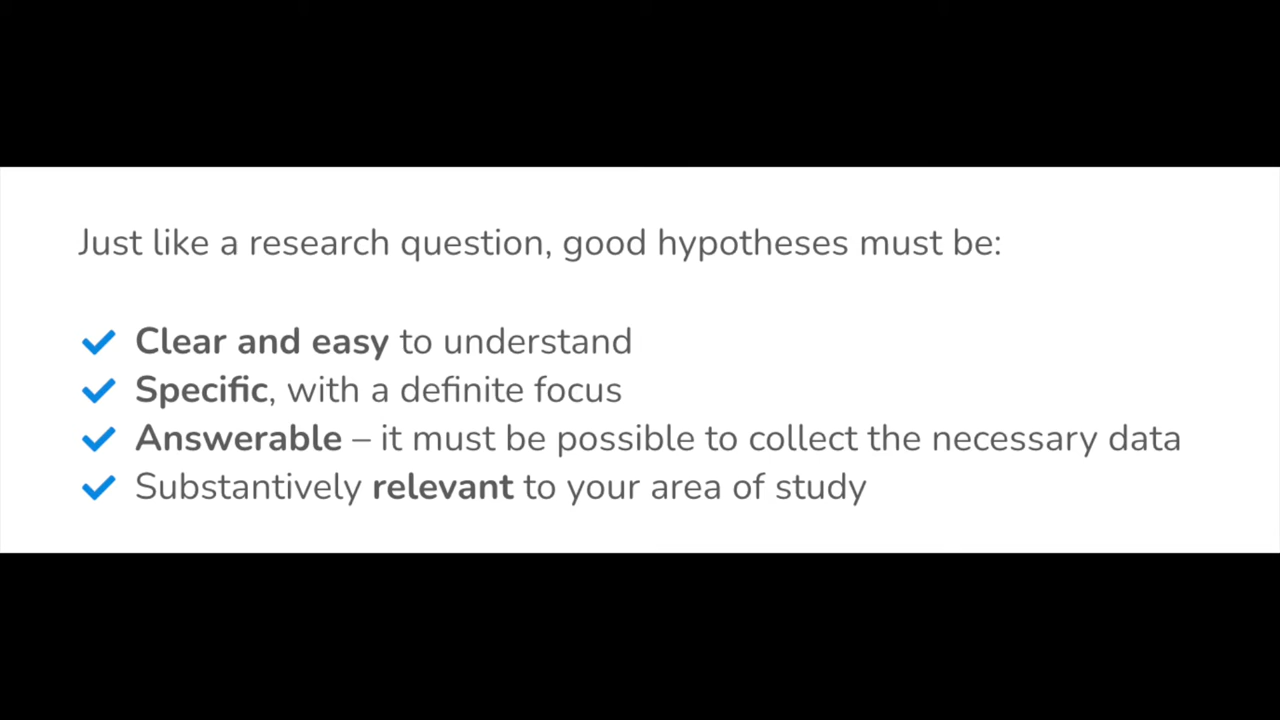 Just like a research question, good hypotheses must be:
Clear and easy to understand
Specific, with a definite focus
Answerable – it must be possible to collect the necessary data
Substantively relevant to your area of study